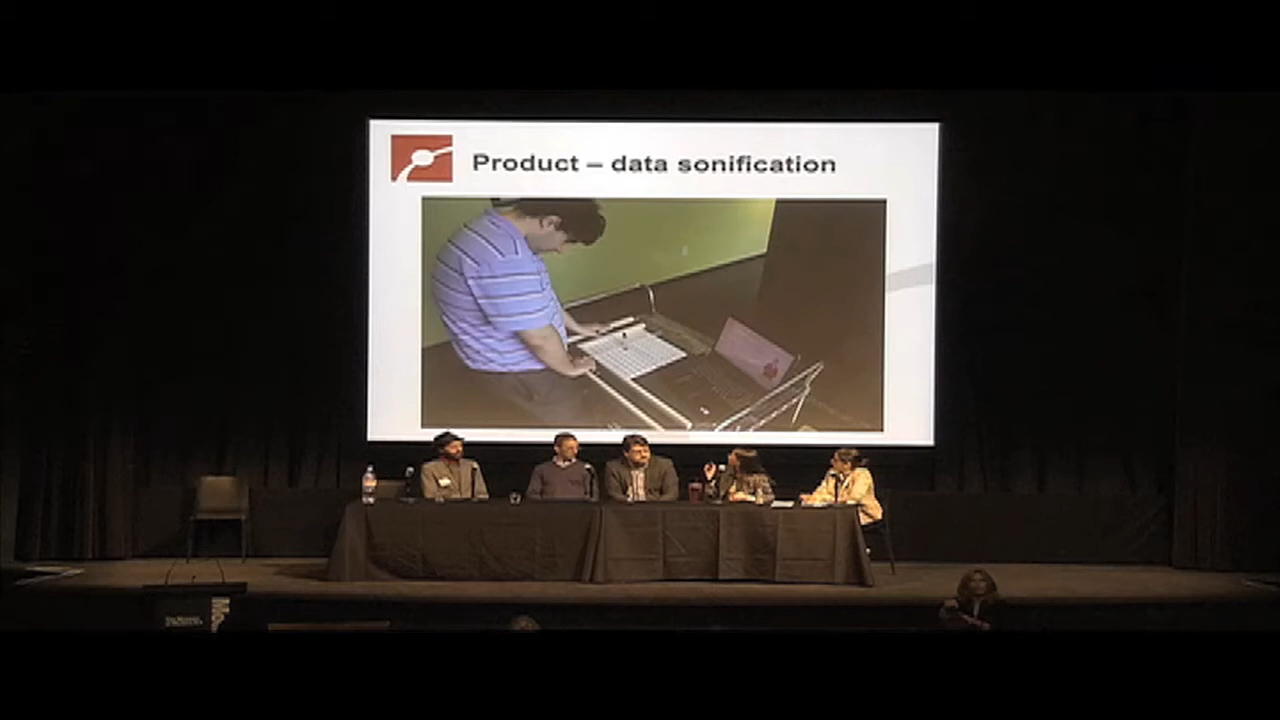 Product – data sonification